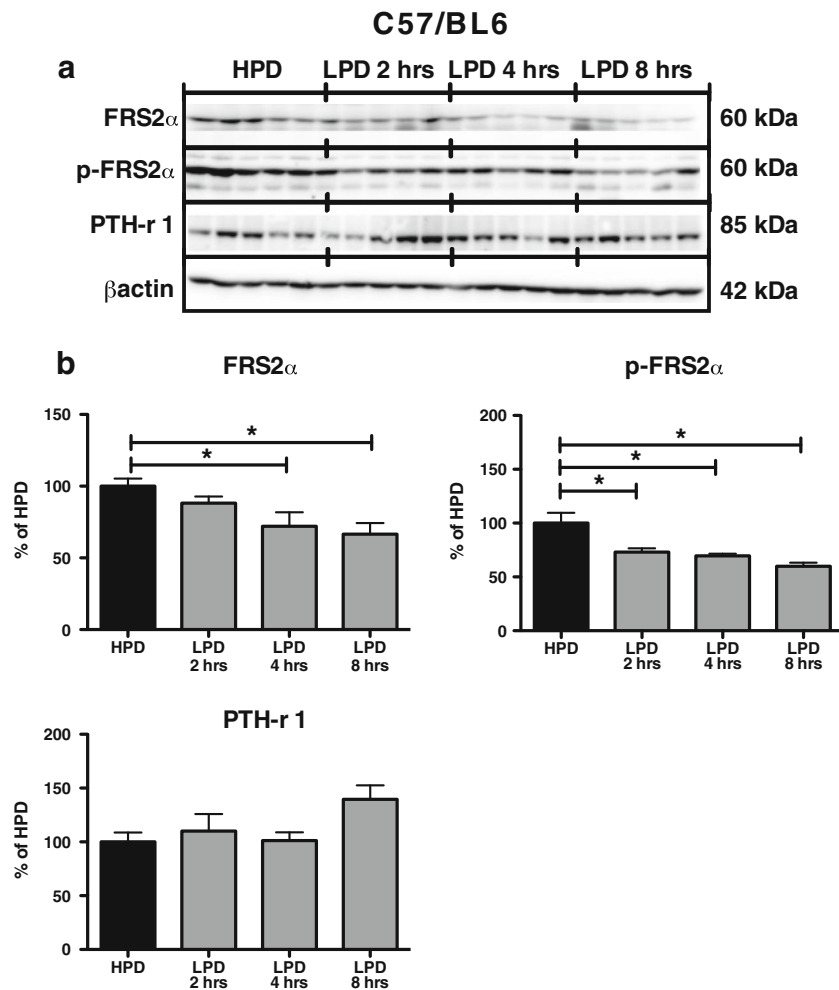 C57/BL6
a
HPD LPD 2 hrs LPD 4 hrs LPD 8 hrs
FRS2α 60 kDa
p-FRS2α 60 kDa
PTH-r 1 85 kDa
βactin 42 kDa
b
FRS2α
% of HPD
150
100
50
0
* 
*
HPD LPD 2 hrs LPD 4 hrs LPD 8 hrs
p-FRS2α
% of HPD
200
150
100
50
0
*
*
*
HPD LPD 2 hrs LPD 4 hrs LPD 8 hrs
PTH-r 1
% of HPD
200
150
100
50
0
HPD LPD 2 hrs LPD 4 hrs LPD 8 hrs